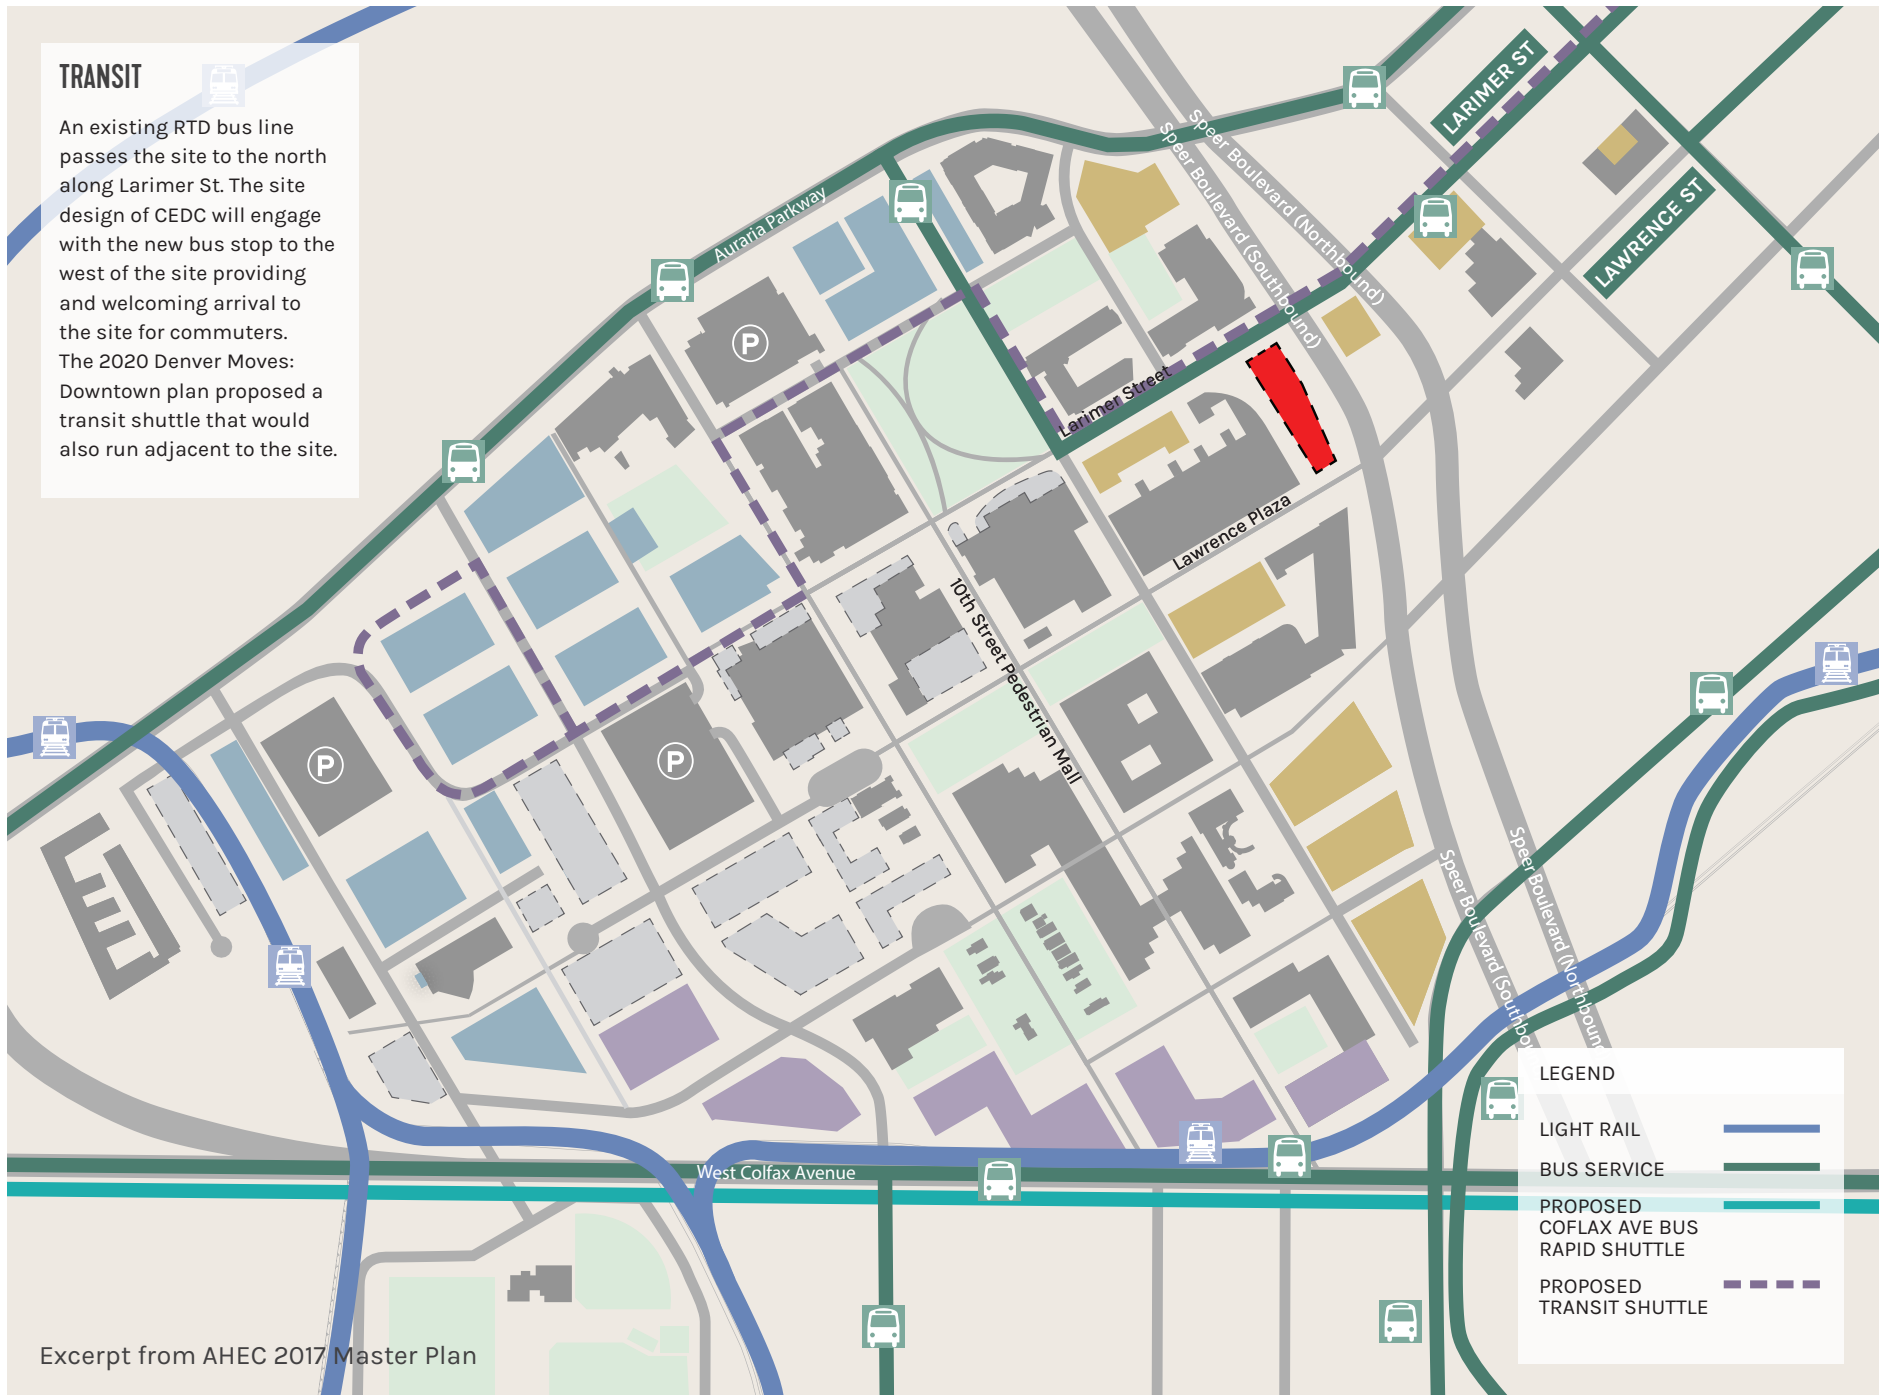 TRANSIT
An existing RTD bus line
passes the site to the north
along Larimer St. The site
design of CEDC will engage
with the new bus stop to the
west of the site providing
and welcoming arrival to
the site for commuters.
The 2020 Denver Moves:
Downtown plan proposed a
transit shuttle that would
also run adjacent to the site.
LARIMER ST
LAWRENCE ST
Speer Boulevard (Northbound)
Speer Boulevard (Southbound)
Auraria Parkway
P
Larimer Street
Lawrence Plaza
10th Street Pedestrian Mall
P
P
Speer Boulevard (Northbound
Speer Boulevard (Southbou
West Colfax Avenue
LEGEND
LIGHT RAIL
BUS SERVICE
PROPOSED
COFLAX AVE BUS
RAPID SHUTTLE
PROPOSED
TRANSIT SHUTTLE
Excerpt from AHEC 2017 Master Plan